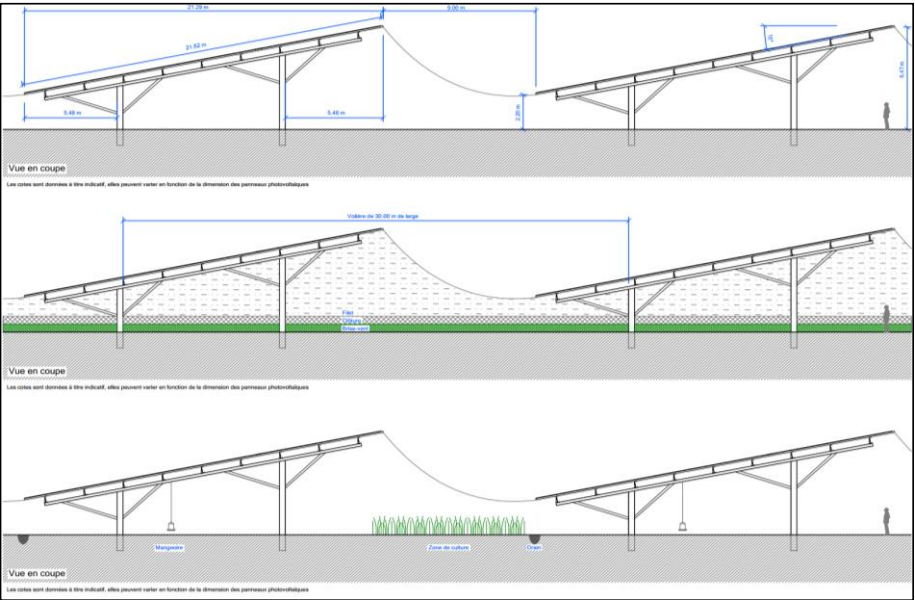 21.29 m
9.00 m
21.62 m
10°
5.48 m
5.48 m
2.20 m
Vue en coupe
Les cotes sont données à titre indicatif, elles peuvent varier en fonction de la dimension des panneaux photovoltaïques
Volière de 30.00 m de large
Filet
Clôture
Brise-vent
Vue en coupe
Les cotes sont données à titre indicatif, elles peuvent varier en fonction de la dimension des panneaux photovoltaïques
Mangeoire
Zone de culture
Drain
Vue en coupe
Les cotes sont données à titre indicatif, elles peuvent varier en fonction de la dimension des panneaux photovoltaïques